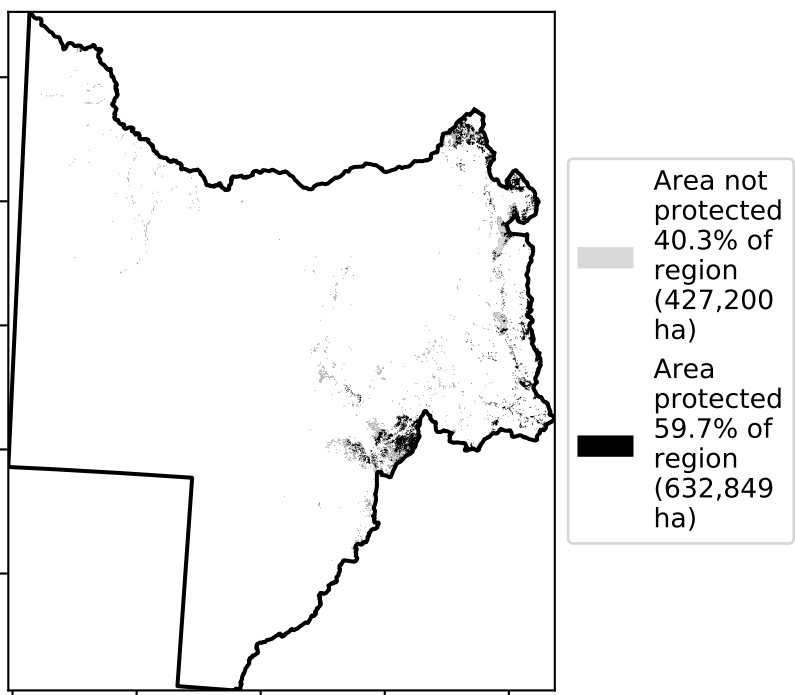 Area not
protected
40.3% of
region
(427,200
ha)
Area
protected
59.7% of
region
(632,849
ha)